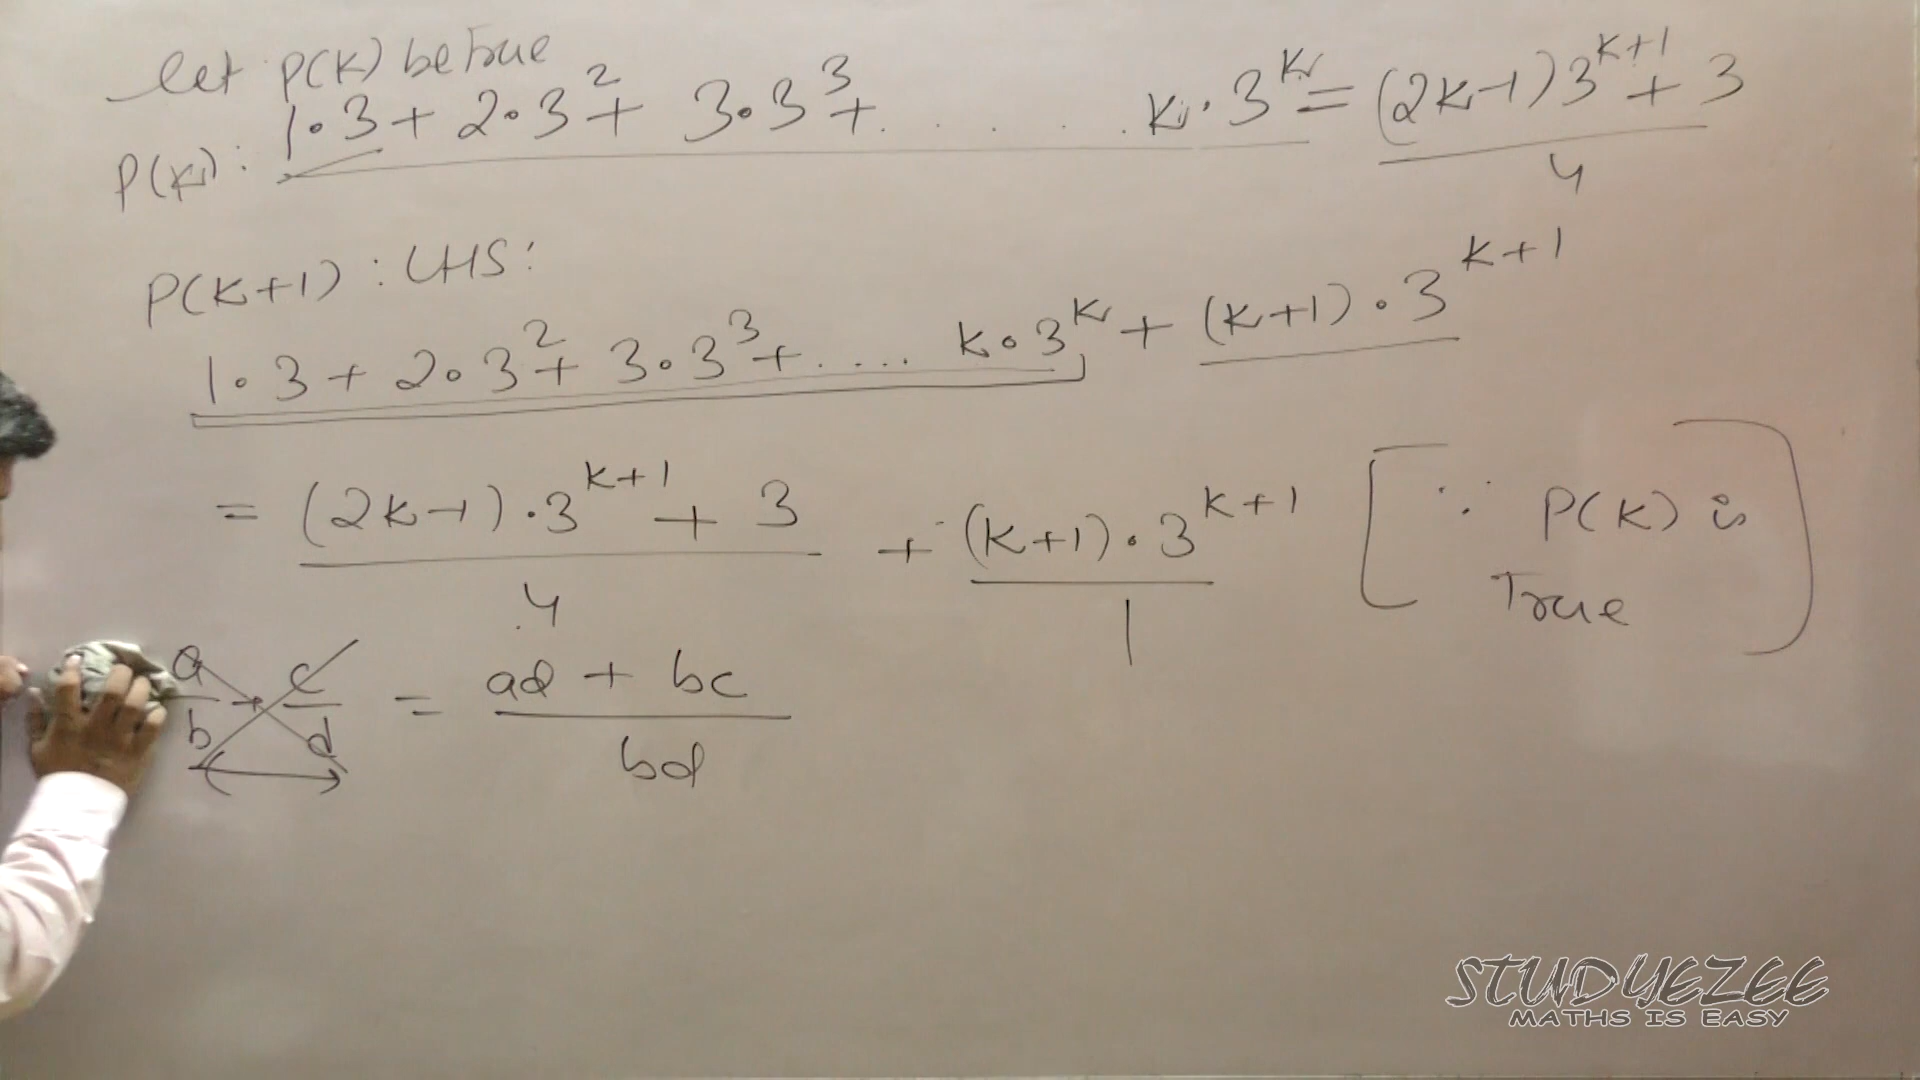 let P(K) be True
P(k): 1·3 + 2·3² + 3·3³ + . . . . . . k·3^k = (2k-1)3^{k+1} + 3 / 4
P(K+1) : LHS:
1·3 + 2·3² + 3·3³ + ..... k·3^k + (k+1)·3^{k+1}
= (2k-1)·3^{k+1} + 3 / 4 + (k+1)·3^{k+1} / 1 [∵ P(K) is
True]
a/b + c/d = ad + bc / bd
STUDYEZEE
MATHS IS EASY